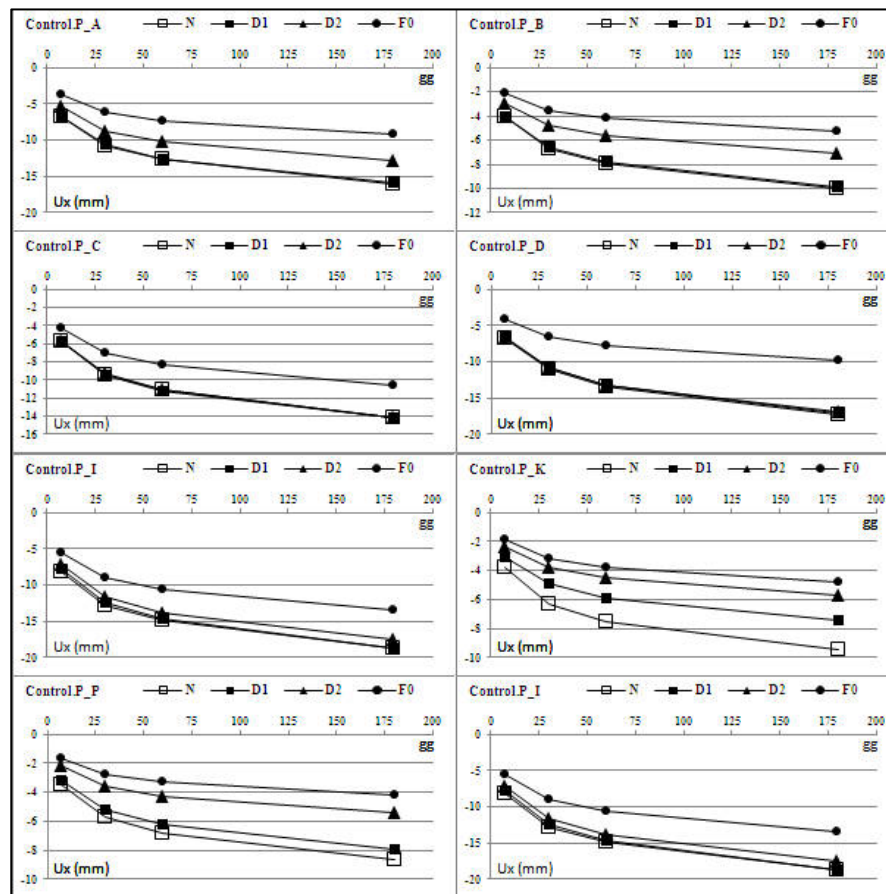 Control.P_A N D1 D2 F0
0 25 50 75 100 125 150 175 200
gg
0
-5
-10
-15
-20
Ux (mm)
Control.P_B N D1 D2 F0
0 25 50 75 100 125 150 175 200
gg
0
-2
-4
-6
-8
-10
-12
Ux (mm)
Control.P_C N D1 D2 F0
0 25 50 75 100 125 150 175 200
gg
0
-2
-4
-6
-8
-10
-12
-14
-16
Ux (mm)
Control.P_D N D1 D2 F0
0 25 50 75 100 125 150 175 200
gg
0
-5
-10
-15
-20
Ux (mm)
Control.P_I N D1 D2 F0
0 25 50 75 100 125 150 175 200
gg
0
-5
-10
-15
-20
Ux (mm)
Control.P_K N D1 D2 F0
0 25 50 75 100 125 150 175 200
gg
0
-2
-4
-6
-8
-10
Ux (mm)
Control.P_P N D1 D2 F0
0 25 50 75 100 125 150 175 200
gg
0
-2
-4
-6
-8
-10
Ux (mm)
Control.P_I N D1 D2 F0
0 25 50 75 100 125 150 175 200
gg
0
-5
-10
-15
-20
Ux (mm)